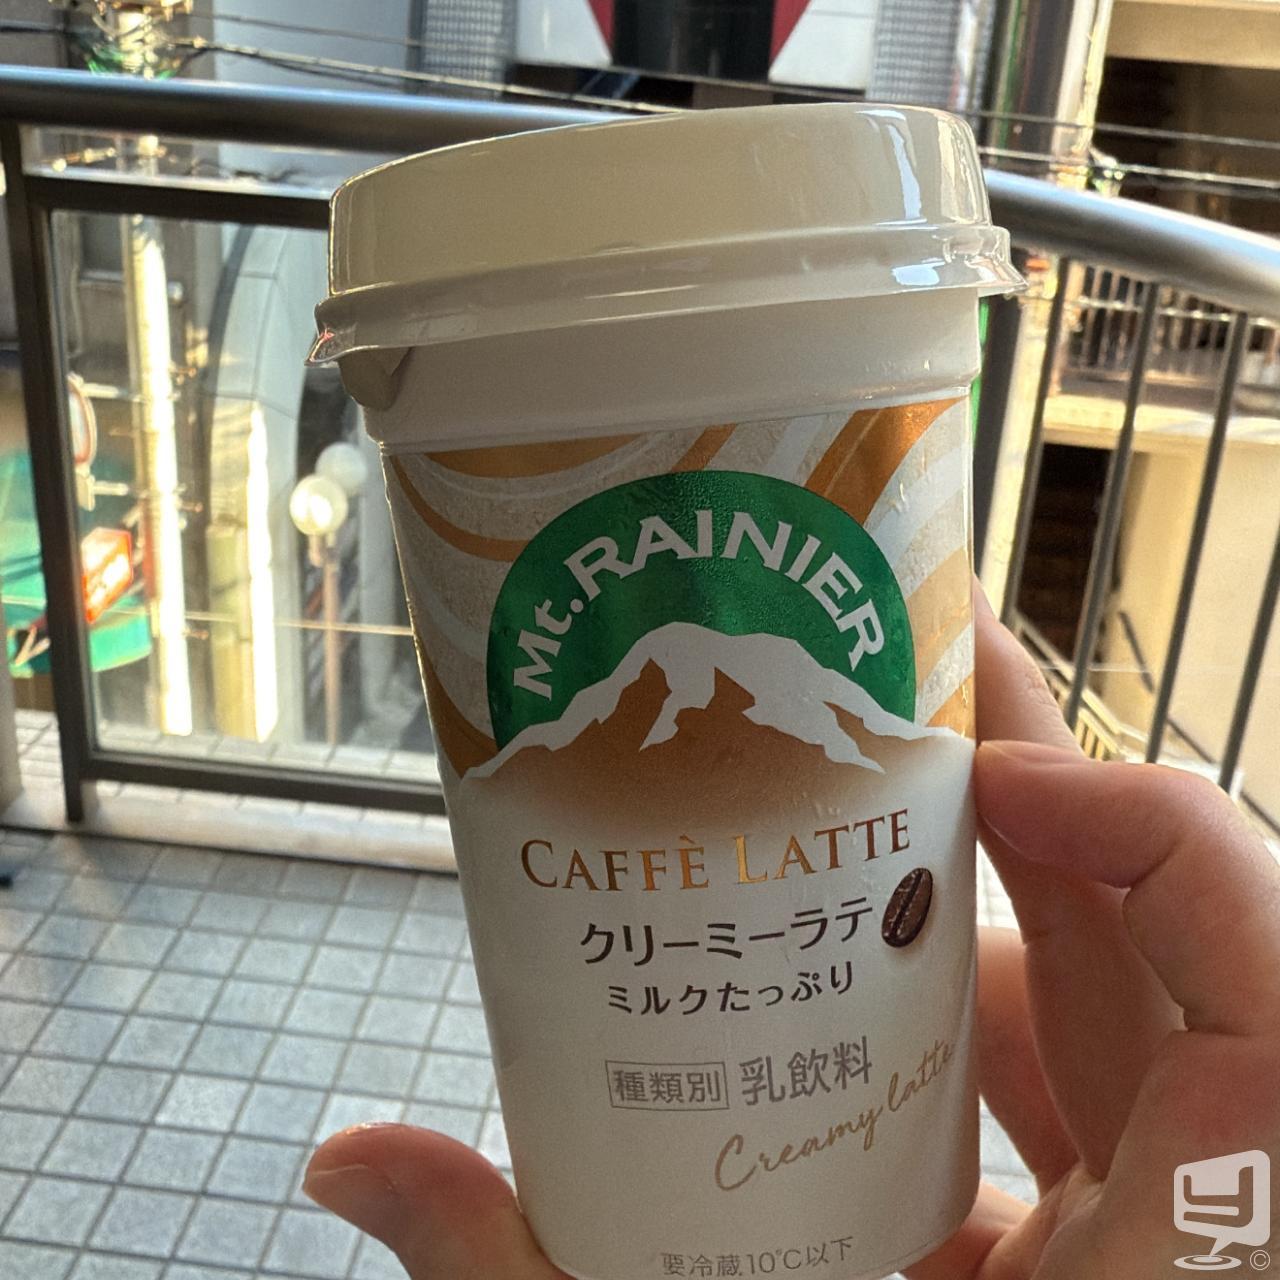 Mt. RAINIER
CAFFÈ LATTE
クリーミーラテ
ミルクたっぷり
種類別 乳飲料
Creamy latte
要冷蔵10℃以下
©